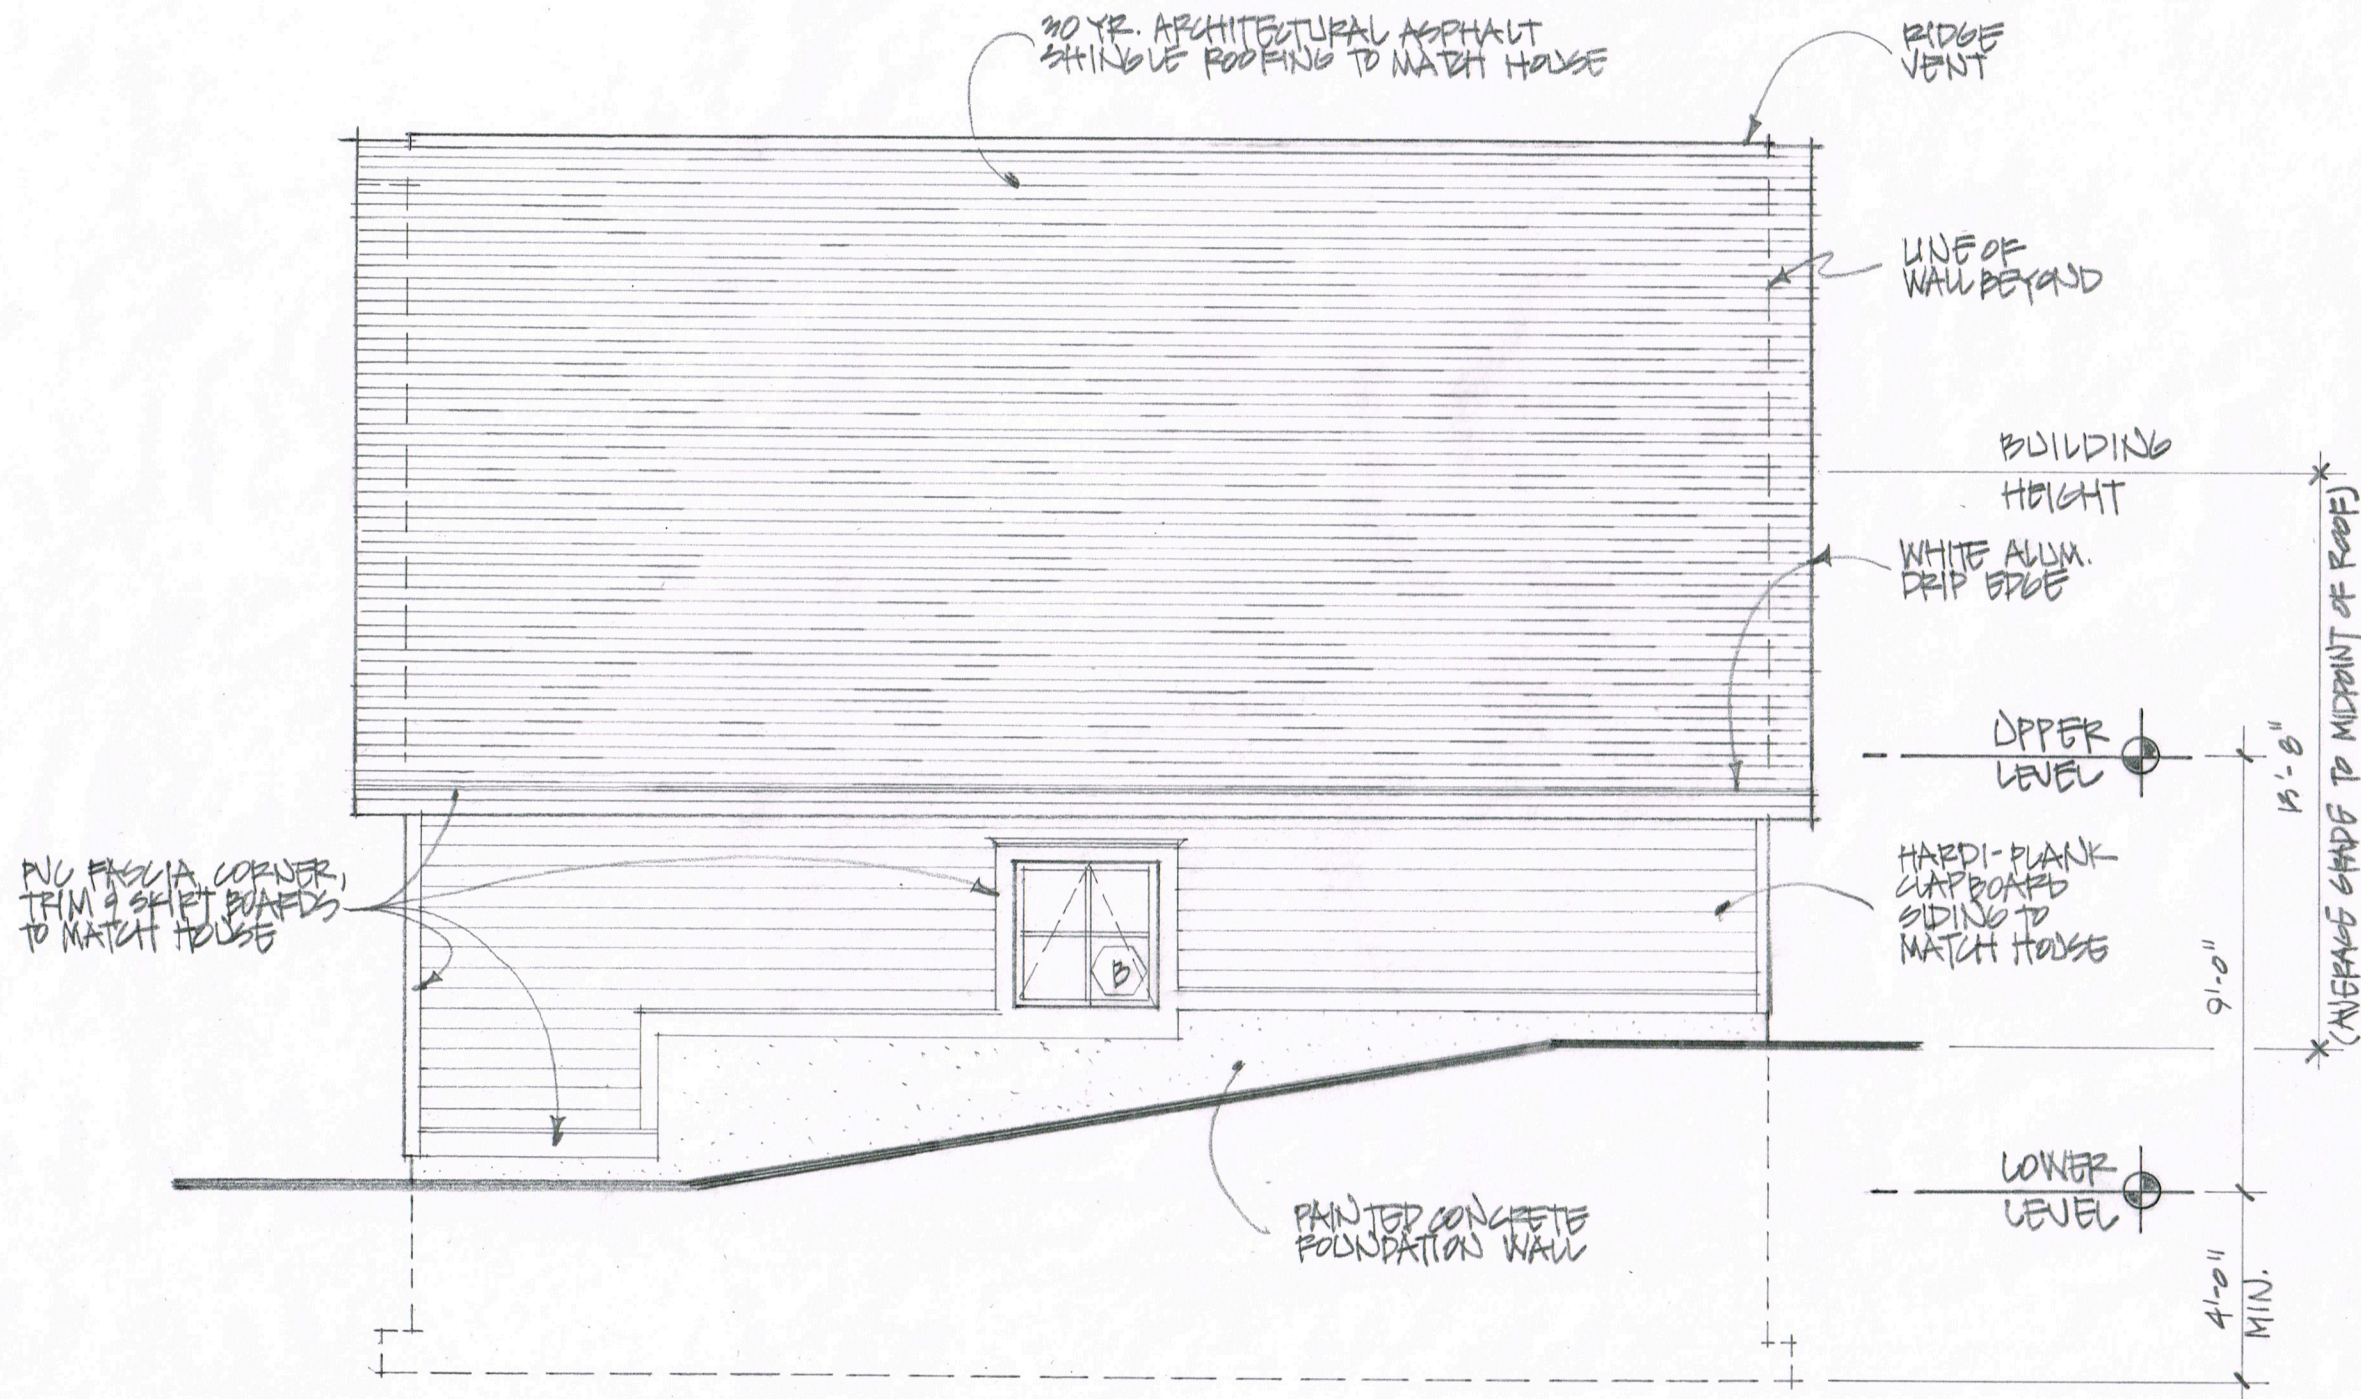 30 YR. ARCHITECTURAL ASPHALT
SHINGLE ROOFING TO MATCH HOUSE
RIDGE
VENT
LINE OF
WALL BEYOND
BUILDING
HEIGHT
WHITE ALUM.
DRIP EDGE
UPPER
LEVEL
13'-8"
(AVERAGE GRADE TO MIDPOINT OF ROOF)
PVC FASCIA, CORNER,
TRIM & SKIRT BOARDS
TO MATCH HOUSE
B
HARDI-PLANK
CLAPBOARD
SIDING TO
MATCH HOUSE
9'-0"
PAINTED CONCRETE
FOUNDATION WALL
LOWER
LEVEL
4'-0"
MIN.